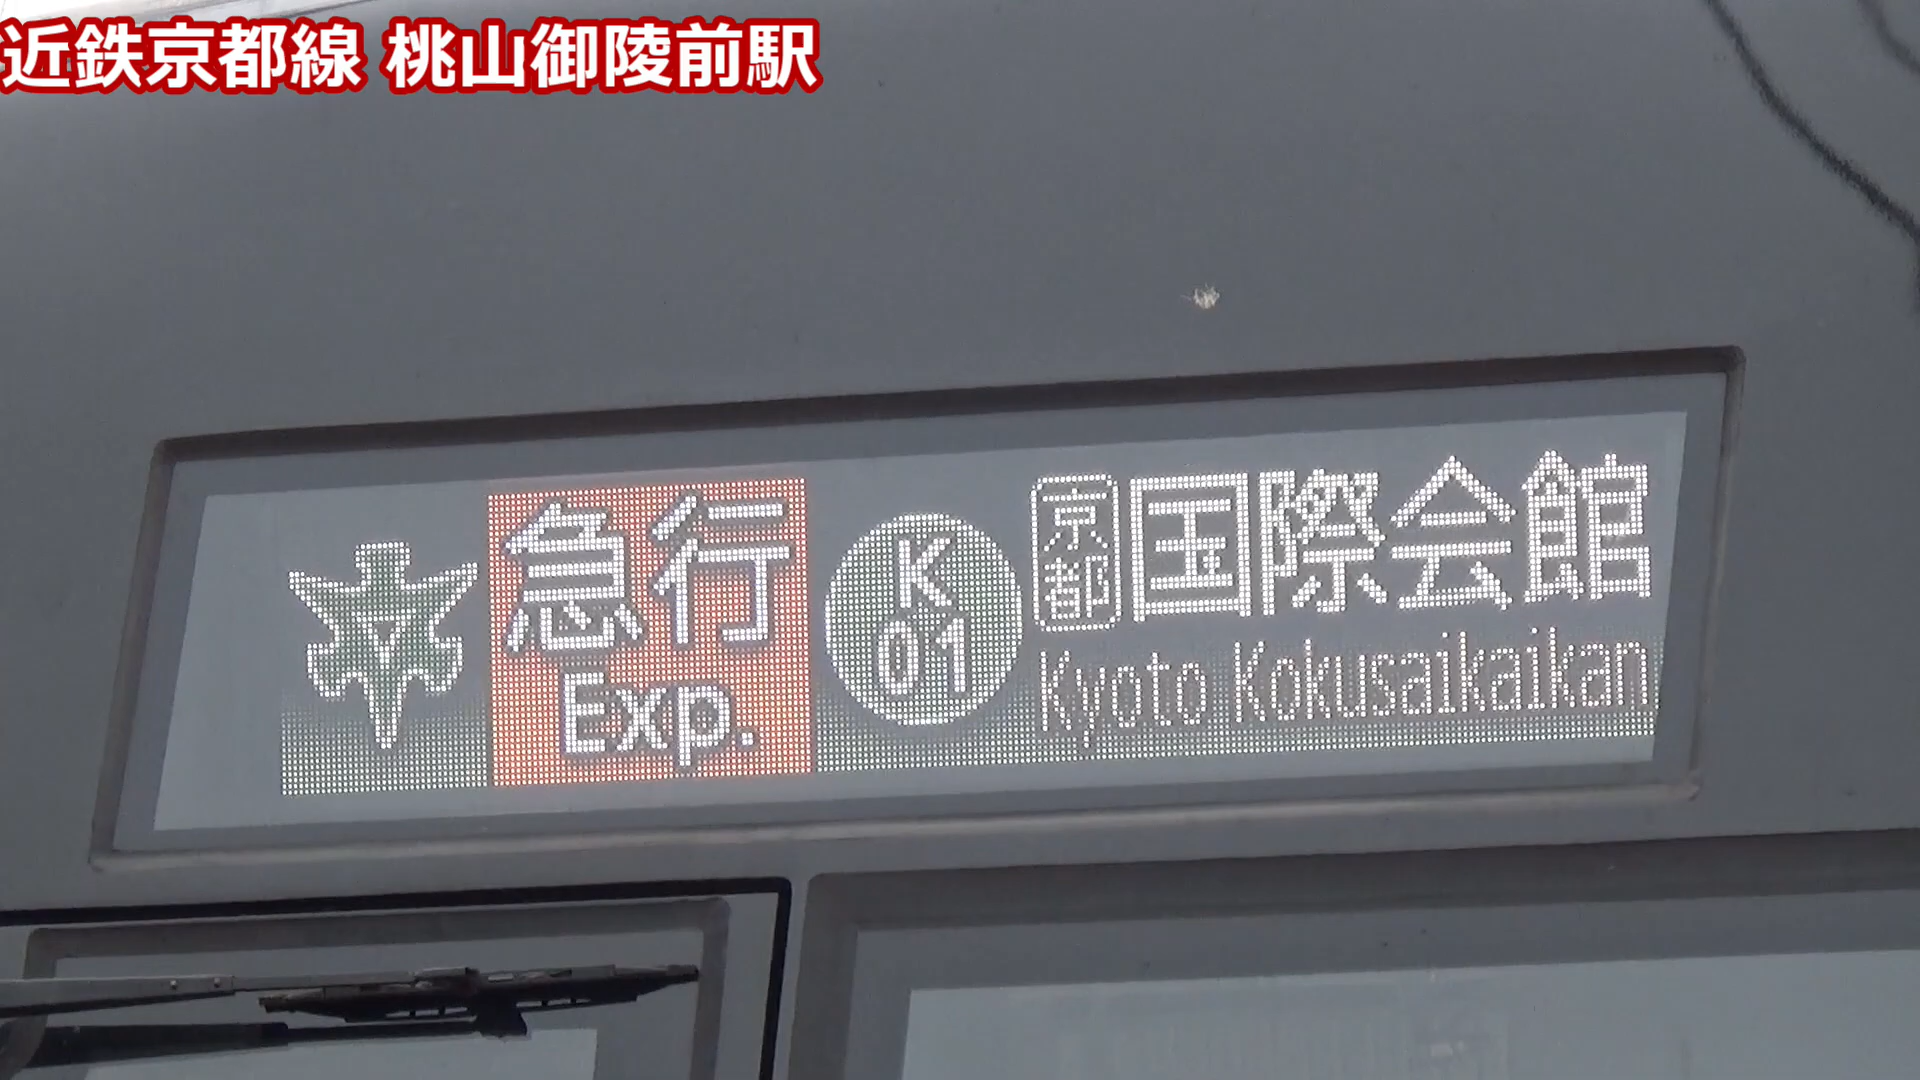 近鉄京都線 桃山御陵前駅
急行
Exp.
K
01
京都 国際会館
Kyoto Kokusaikaikan